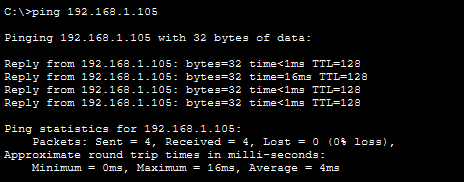 C:\>ping 192.168.1.105
Pinging 192.168.1.105 with 32 bytes of data:
Reply from 192.168.1.105: bytes=32 time<1ms TTL=128
Reply from 192.168.1.105: bytes=32 time=16ms TTL=128
Reply from 192.168.1.105: bytes=32 time<1ms TTL=128
Reply from 192.168.1.105: bytes=32 time<1ms TTL=128
Ping statistics for 192.168.1.105:
    Packets: Sent = 4, Received = 4, Lost = 0 (0% loss),
Approximate round trip times in milli-seconds:
    Minimum = 0ms, Maximum = 16ms, Average = 4ms